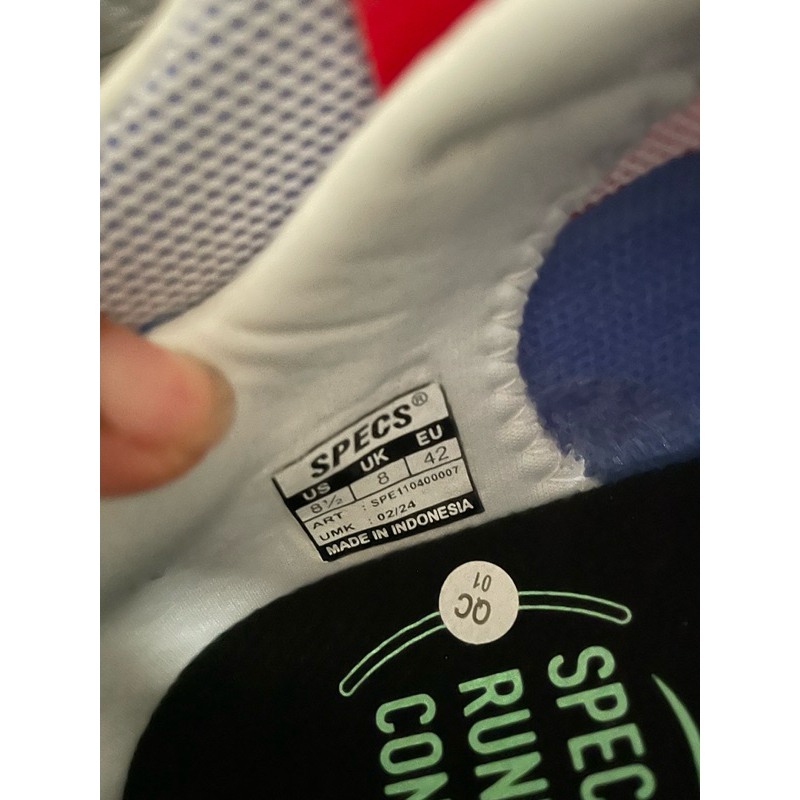 SPECS®
US UK EU
8½ 8 42
ART : SPE110400007
UMK : 02/24
MADE IN INDONESIA
QC
01
SPEC
RUN
CON